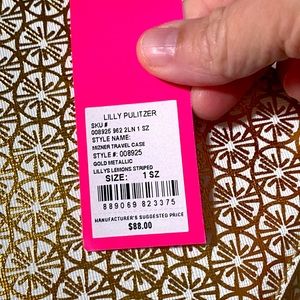 LILLY PULITZER
SKU #
008925 962 2LN 1 SZ
STYLE NAME:
MIZNER TRAVEL CASE
STYLE #: 008925
GOLD METALLIC
LILLYS LEMONS STRIPED
SIZE: 1 SZ
889069 823375
MANUFACTURER'S SUGGESTED PRICE
$88.00